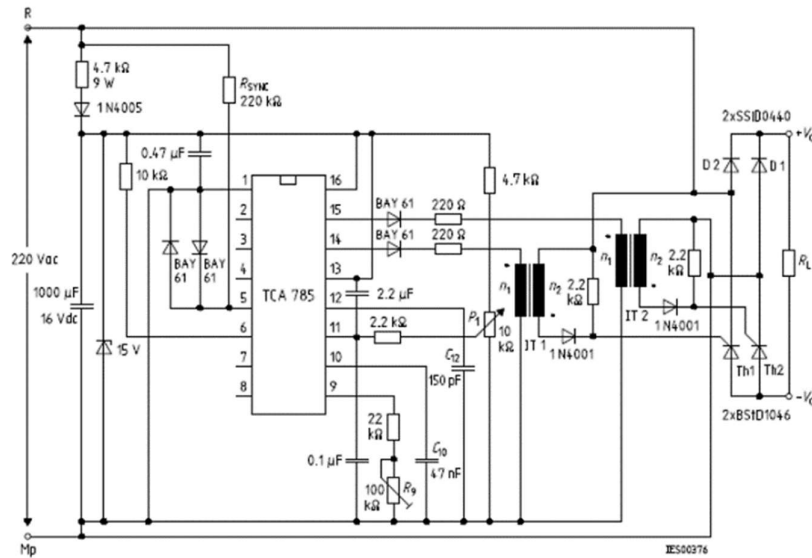 R
4.7 kΩ
9 W
1N4005
RSYNC
220 kΩ
2xSSiD0440
D2
D1
+V
0.47 µF
10 kΩ
4.7 kΩ
1
2
3
4
5
6
7
8
16
15
14
13
12
11
10
9
TCA 785
BAY 61
220 Ω
BAY 61
220 Ω
BAY
61
BAY
61
220 Vac
1000 µF
16 Vdc
15 V
2.2 µF
2.2 kΩ
P1
10
kΩ
n1
n2
IT 1
2.2
kΩ
1N4001
n1
n2
IT 2
2.2
kΩ
1N4001
RL
C12
150 pF
Th1
Th2
-V
2xBStD1046
22
kΩ
C10
47 nF
0.1 µF
100
kΩ
R9
Mp
IES00376